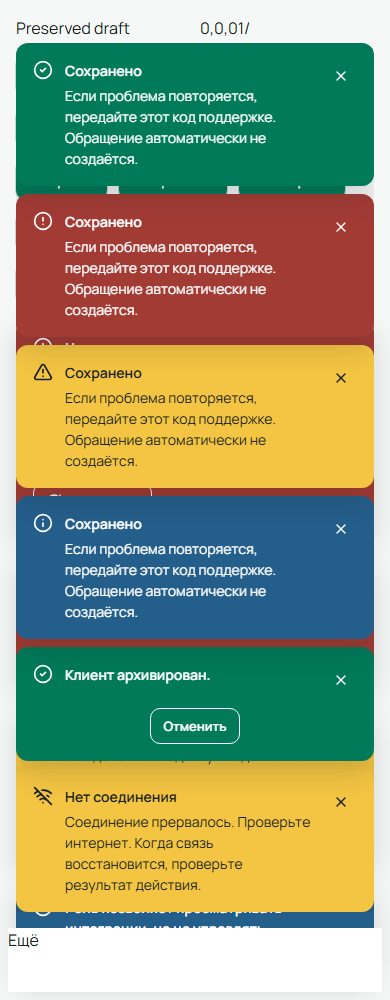 Preserved draft 0,0,01/
Сохранено
Если проблема повторяется,
передайте этот код поддержке.
Обращение автоматически не
создаётся.
Сохранено
Если проблема повторяется,
передайте этот код поддержке.
Обращение автоматически не
создаётся.
Сохранено
Если проблема повторяется,
передайте этот код поддержке.
Обращение автоматически не
создаётся.
Сохранено
Если проблема повторяется,
передайте этот код поддержке.
Обращение автоматически не
создаётся.
Клиент архивирован.
Отменить
Нет соединения
Соединение прервалось. Проверьте
интернет. Когда связь
восстановится, проверьте
результат действия.
Ещё